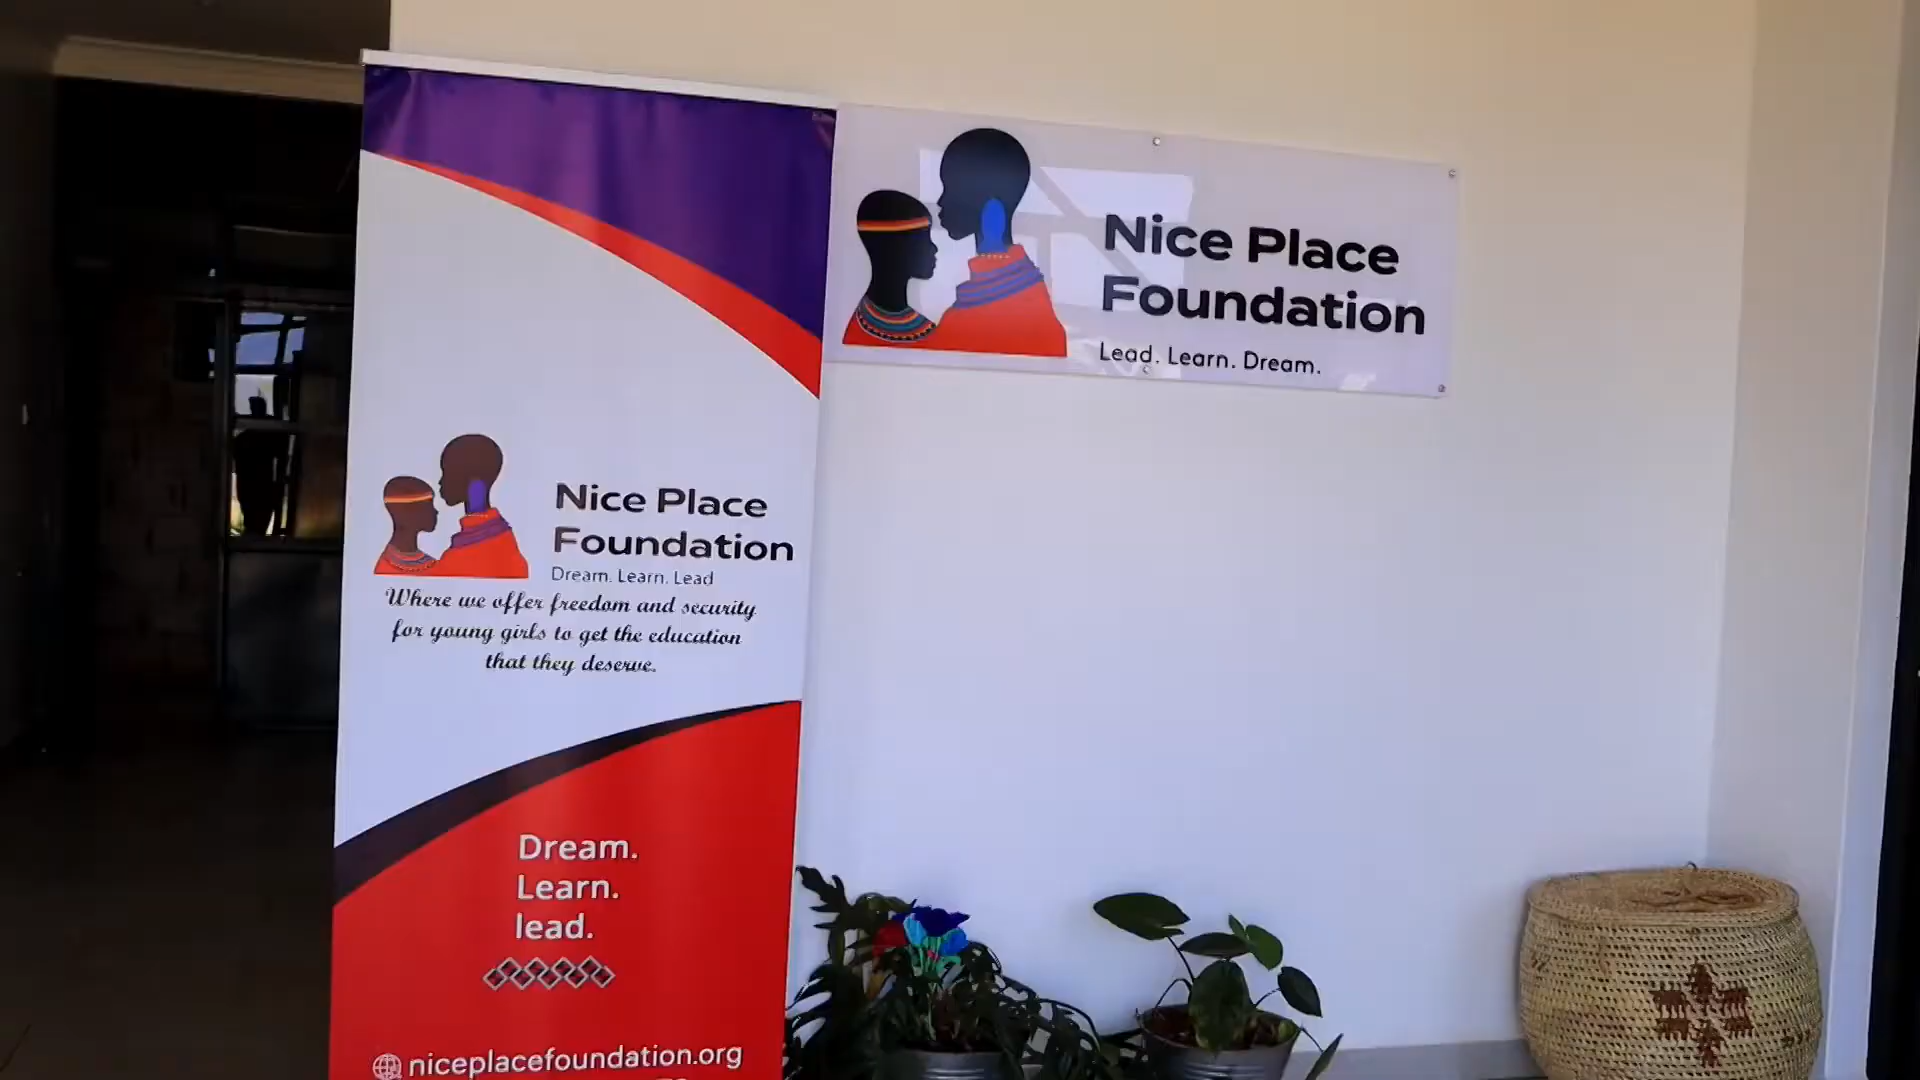 Nice Place
Foundation
Dream. Learn. Lead
Where we offer freedom and security
for young girls to get the education
that they deserve.
Dream.
Learn.
lead.
niceplacefoundation.org
Nice Place
Foundation
Lead. Learn. Dream.